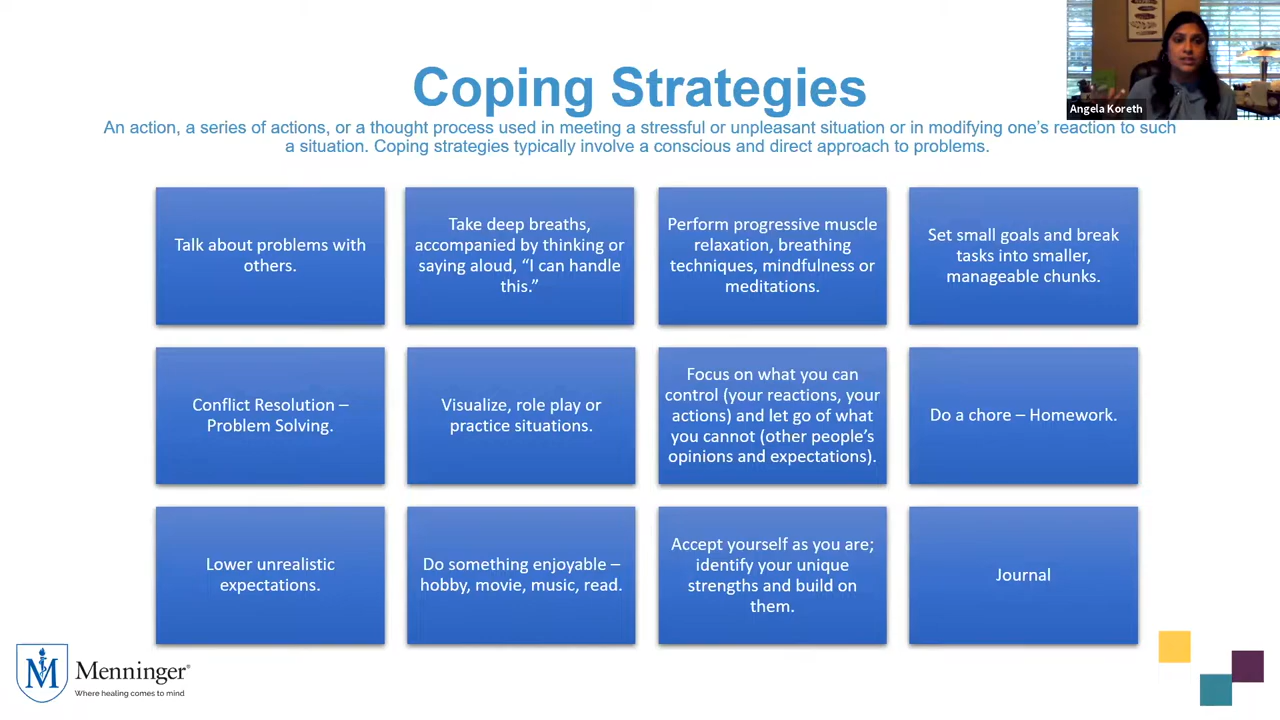 Angela Koreth
Coping Strategies
An action, a series of actions, or a thought process used in meeting a stressful or unpleasant situation or in modifying one's reaction to such
a situation. Coping strategies typically involve a conscious and direct approach to problems.
Talk about problems with
others.
Take deep breaths,
accompanied by thinking or
saying aloud, “I can handle
this.”
Perform progressive muscle
relaxation, breathing
techniques, mindfulness or
meditations.
Set small goals and break
tasks into smaller,
manageable chunks.
Conflict Resolution –
Problem Solving.
Visualize, role play or
practice situations.
Focus on what you can
control (your reactions, your
actions) and let go of what
you cannot (other people’s
opinions and expectations).
Do a chore – Homework.
Lower unrealistic
expectations.
Do something enjoyable –
hobby, movie, music, read.
Accept yourself as you are;
identify your unique
strengths and build on
them.
Journal
M
Menninger®
Where healing comes to mind